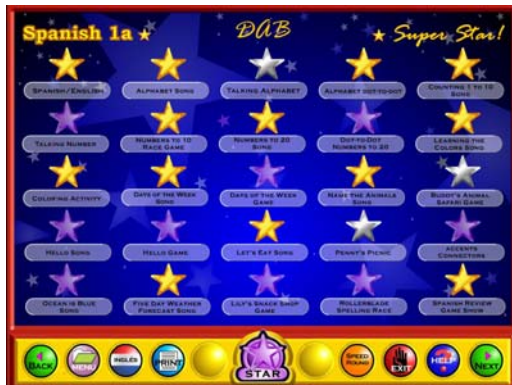 Spanish 1a
DAB
Super Star!
SPANISH/ENGLISH
ALPHABET SONG
TALKING ALPHABET
ALPHABET DOT-TO-DOT
COUNTING 1 TO 10
SONG
TALKING NUMBER
NUMBERS TO 10
RACE GAME
NUMBERS TO 20
SONG
DOT-TO-DOT
NUMBERS TO 20
LEARNING THE
COLORS SONG
COLORING ACTIVITY
DAYS OF THE WEEK
SONG
DAYS OF THE WEEK
GAME
NAME THE ANIMALS
SONG
BUDDY'S ANIMAL
SAFARI GAME
HELLO SONG
HELLO GAME
LET'S EAT SONG
PENNY'S PICNIC
ACCENTS
CONNECTORS
OCEAN IS BLUE
SONG
FIVE DAY WEATHER
FORECAST SONG
LILY'S SNACK SHOP
GAME
ROLLERBLADE
SPELLING RACE
SPANISH REVIEW
GAME SHOW
BACK
MENU
INGLÉS
PRINT
STAR
SPEED
ROUND
EXIT
HELP
NEXT